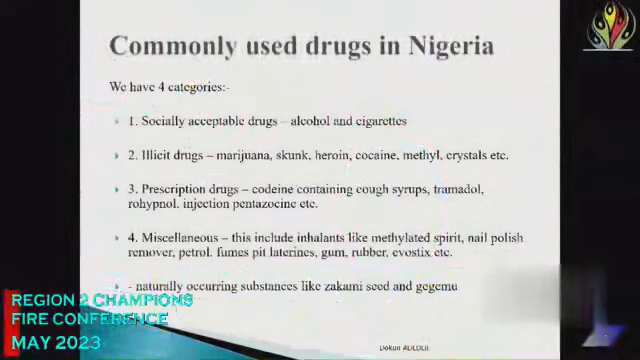 Commonly used drugs in Nigeria
We have 4 categories:-
1. Socially acceptable drugs – alcohol and cigarettes
2. Illicit drugs – marijuana, skunk, heroin, cocaine, methyl, crystals etc.
3. Prescription drugs – codeine containing cough syrups, tramadol,
rohypnol, injection pentazocine etc.
4. Miscellaneous – this include inhalants like methylated spirit, nail polish
remover, petrol, fumes pit laterines, gum, rubber, evostix etc.
- naturally occurring substances like zakami seed and gegemu
REGION 2 CHAMPIONS
FIRE CONFERENCE
MAY 2023
Dokun